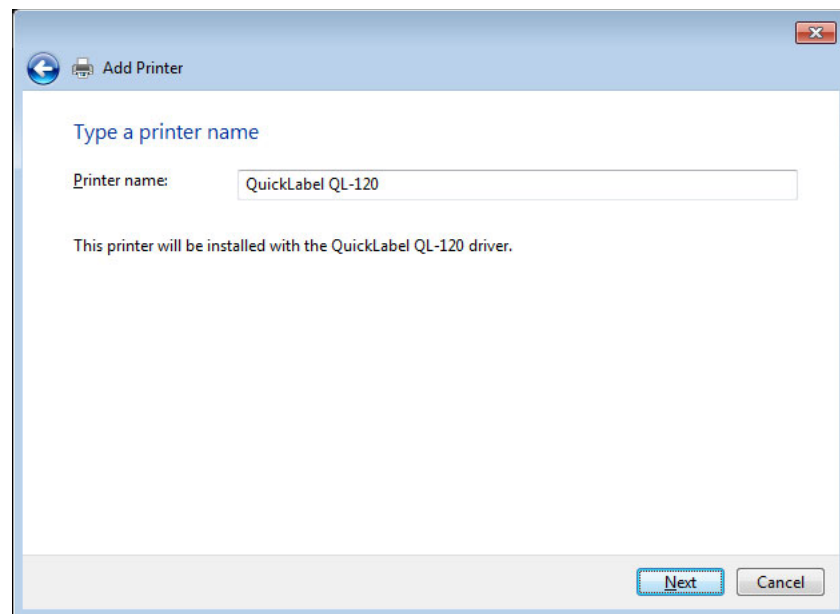 Add Printer
Type a printer name
Printer name: QuickLabel QL-120
This printer will be installed with the QuickLabel QL-120 driver.
Next Cancel